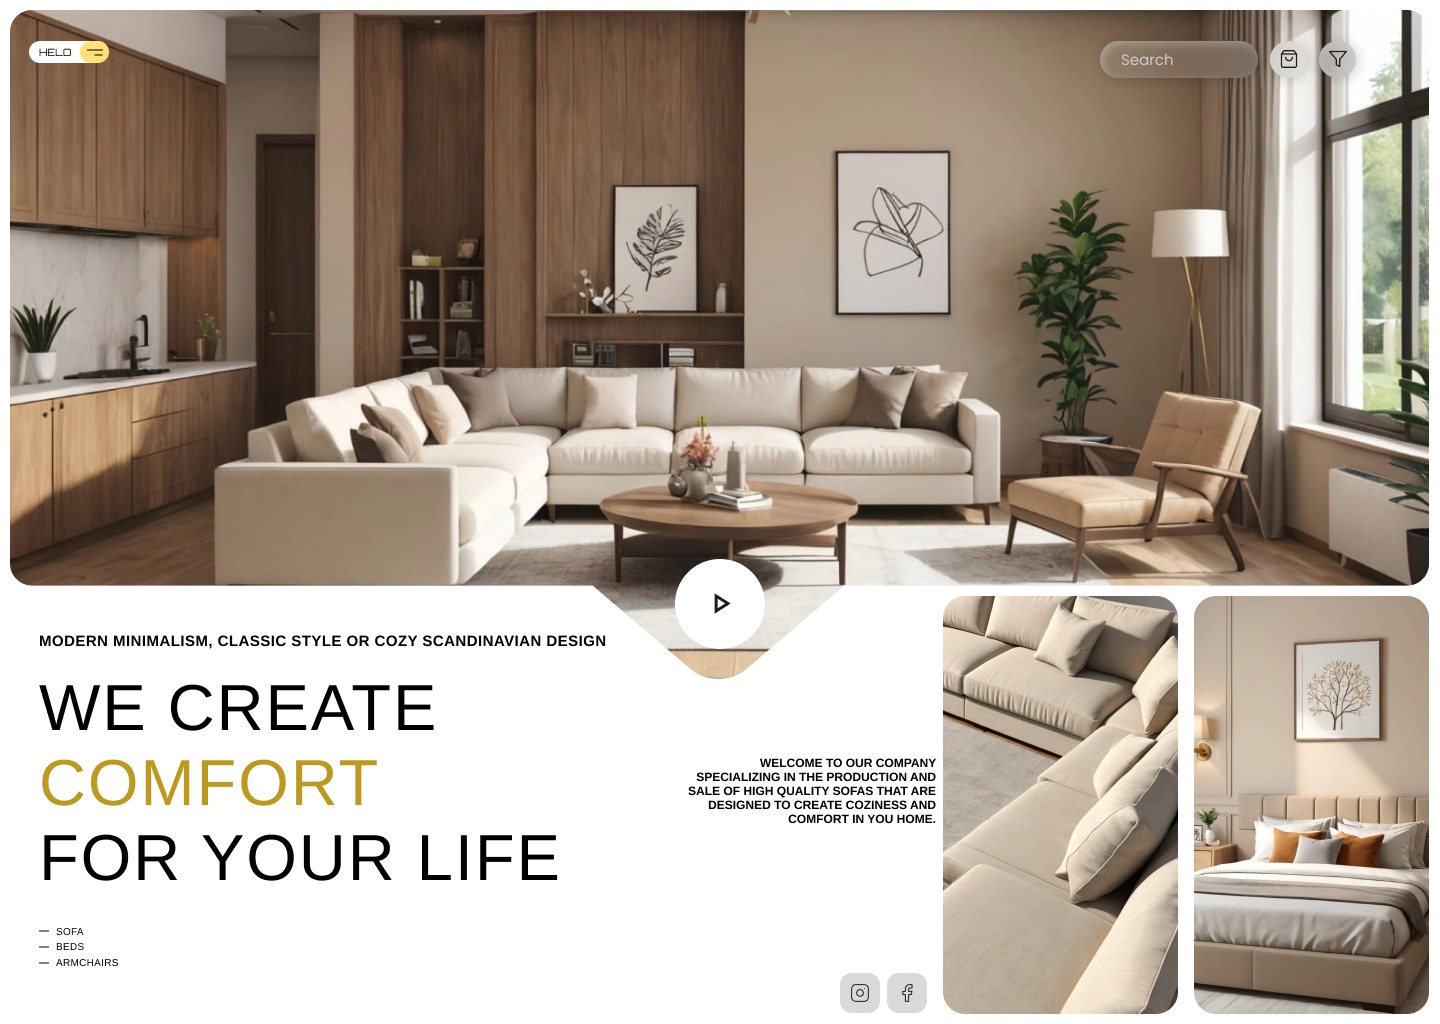 HELO
Search
MODERN MINIMALISM, CLASSIC STYLE OR COZY SCANDINAVIAN DESIGN
WE CREATE
COMFORT
FOR YOUR LIFE
WELCOME TO OUR COMPANY
SPECIALIZING IN THE PRODUCTION AND
SALE OF HIGH QUALITY SOFAS THAT ARE
DESIGNED TO CREATE COZINESS AND
COMFORT IN YOU HOME.
— SOFA
— BEDS
— ARMCHAIRS